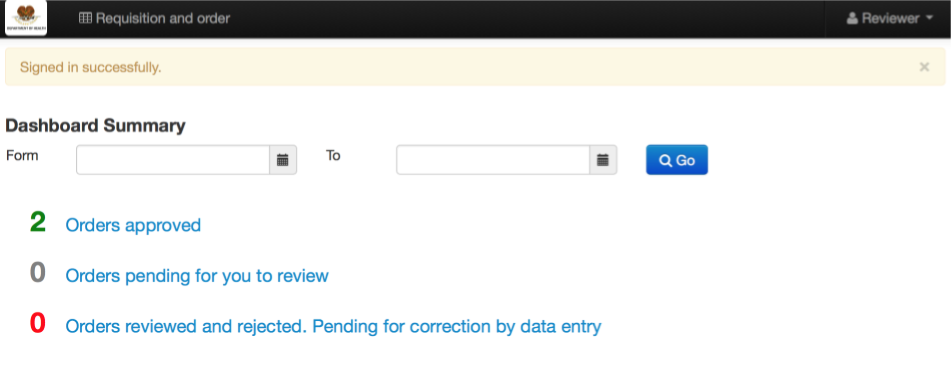 DEPARTMENT OF HEALTH
Requisition and order
Reviewer
Signed in successfully.
×
Dashboard Summary
Form
To
Go
2 Orders approved
0 Orders pending for you to review
0 Orders reviewed and rejected. Pending for correction by data entry